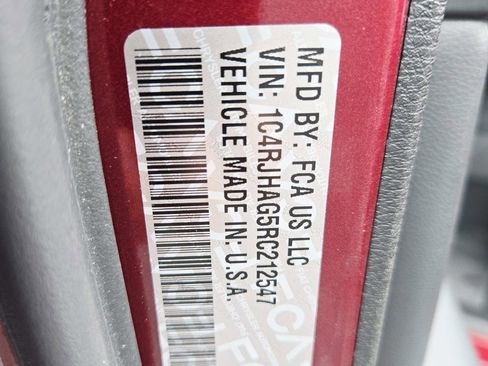 MFD BY: FCA US LLC
VIN: 1C4RJHAG5RC212547
VEHICLE MADE IN: U.S.A.